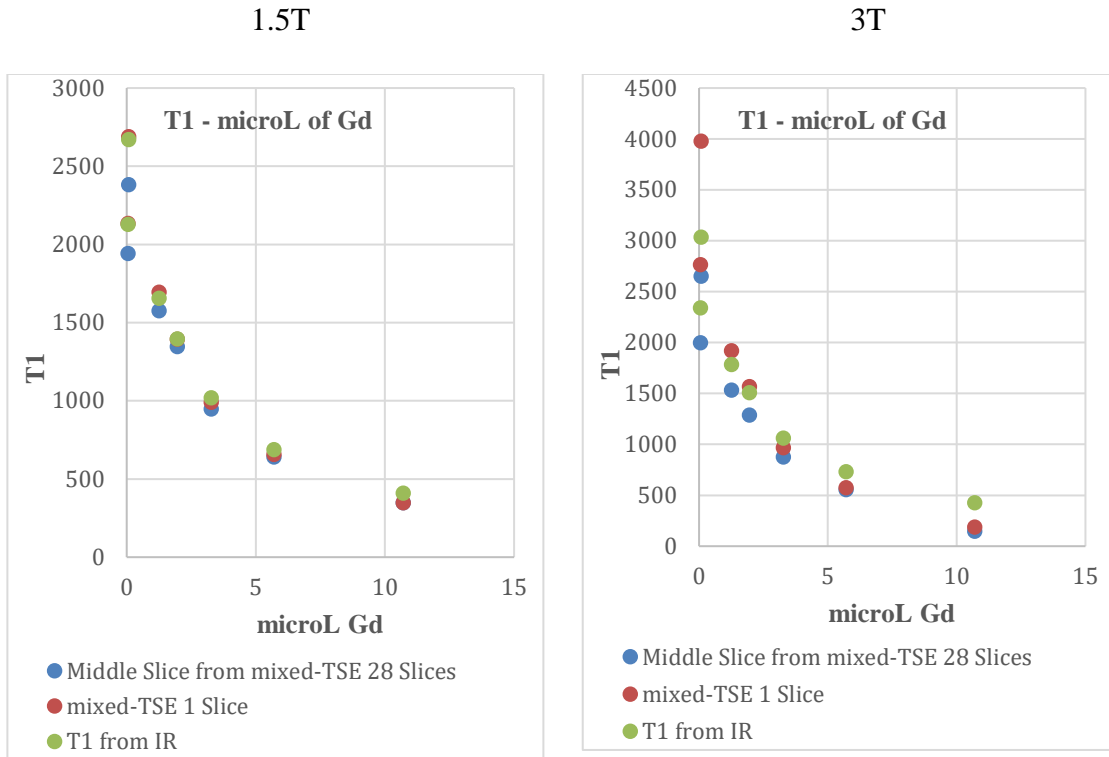 1.5T
3T
T1 - microL of Gd
3000
2500
2000
1500
1000
500
0
0 5 10 15
T1
microL Gd
Middle Slice from mixed-TSE 28 Slices
mixed-TSE 1 Slice
T1 from IR
T1 - microL of Gd
4500
4000
3500
3000
2500
2000
1500
1000
500
0
0 5 10 15
T1
microL Gd
Middle Slice from mixed-TSE 28 Slices
mixed-TSE 1 Slice
T1 from IR